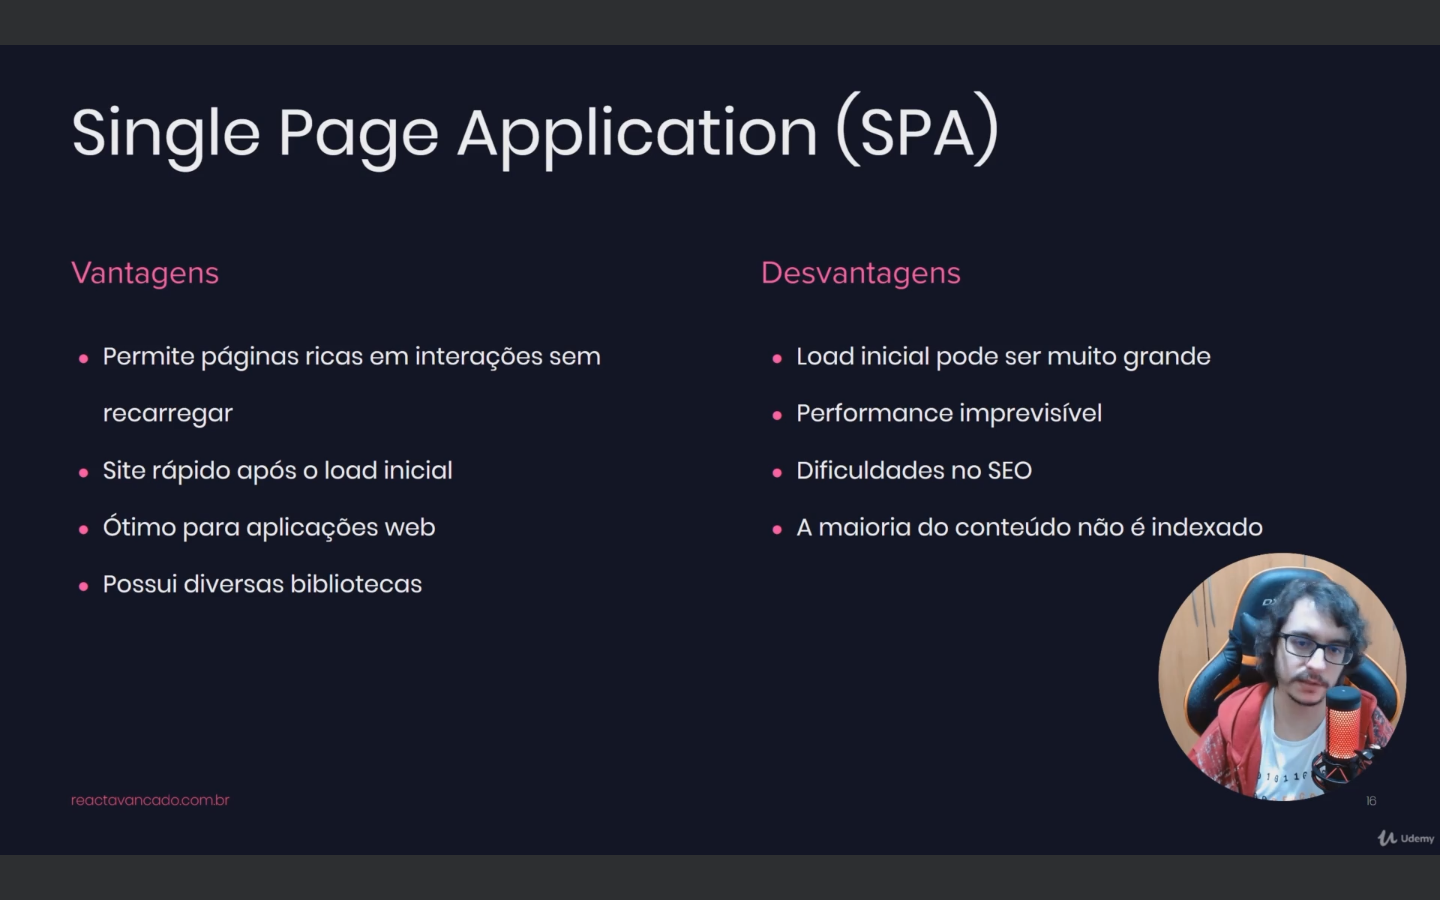 Single Page Application (SPA)
Vantagens
Permite páginas ricas em interações sem
recarregar
Site rápido após o load inicial
Ótimo para aplicações web
Possui diversas bibliotecas
Desvantagens
Load inicial pode ser muito grande
Performance imprevisível
Dificuldades no SEO
A maioria do conteúdo não é indexado
reactavancado.com.br
16
Udemy